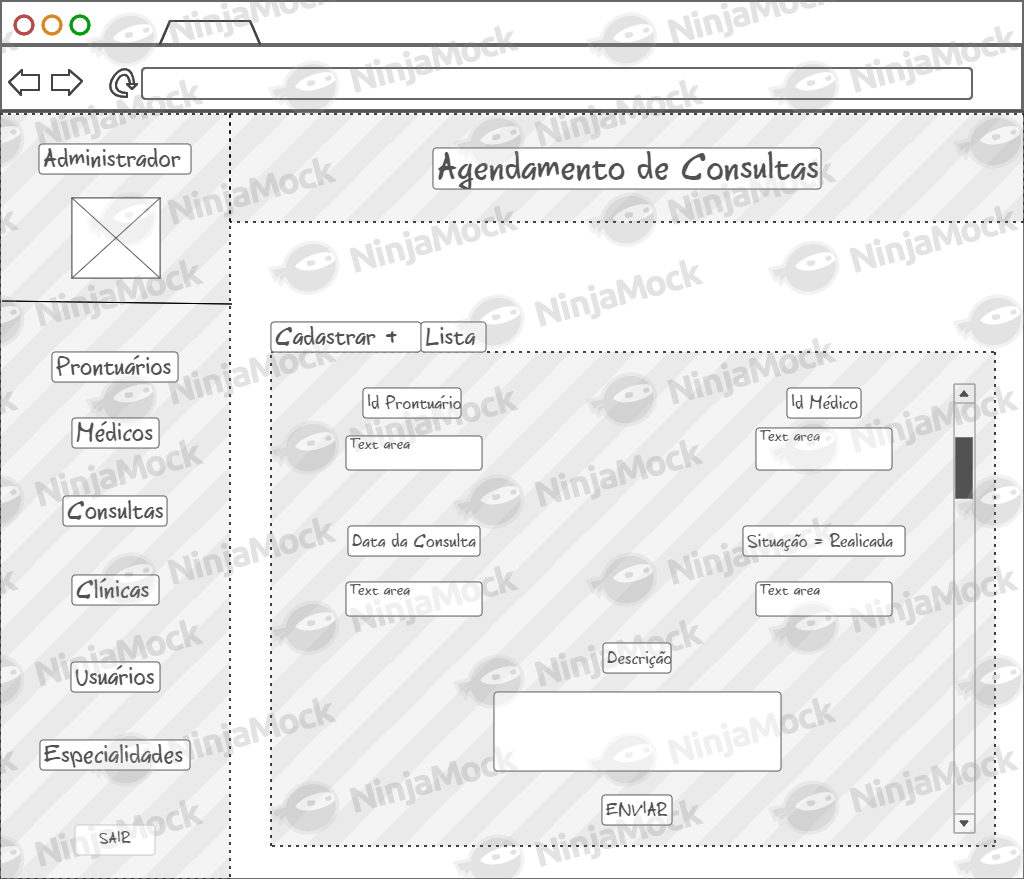 Administrador
Agendamento de Consultas
Prontuários
Médicos
Consultas
Clínicas
Usuários
Especialidades
SAIR
Cadastrar +
Lista
Id Prontuário
Id Médico
Text area
Text area
Data da Consulta
Situação = Realicada
Text area
Text area
Descrição
ENVIAR
NinjaMock